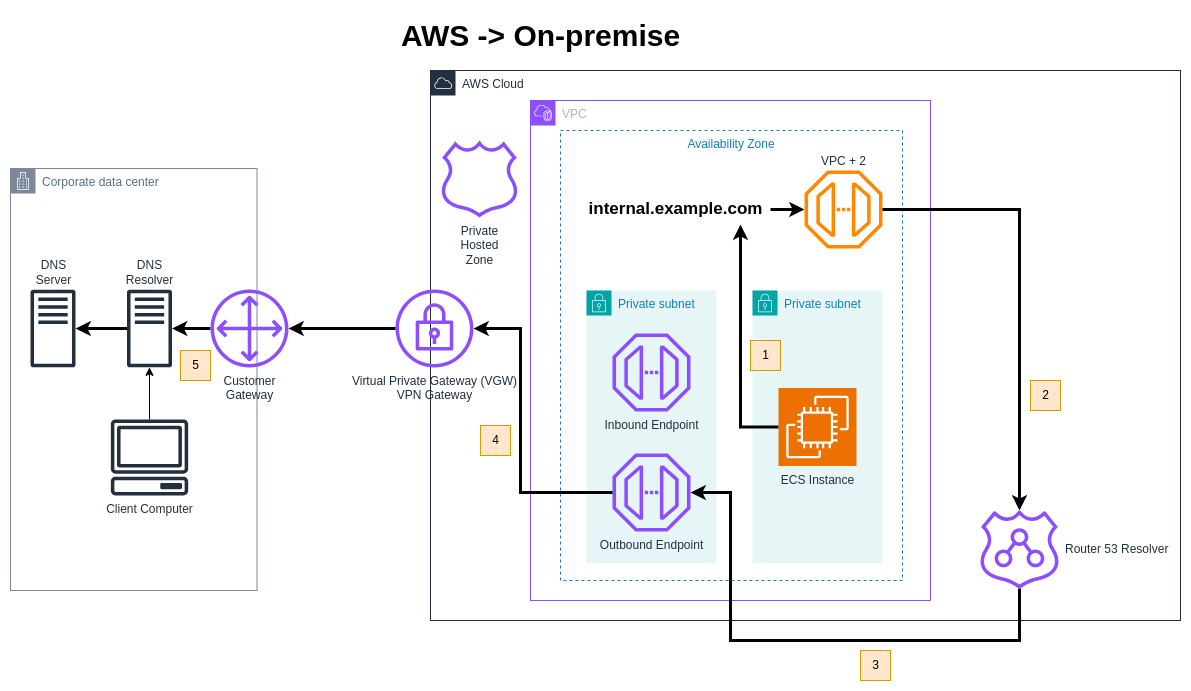 AWS -> On-premise
AWS Cloud
VPC
Availability Zone
VPC + 2
Private
Hosted
Zone
internal.example.com
Corporate data center
DNS
Server
DNS
Resolver
Private subnet
Private subnet
1
2
5
Customer
Gateway
Virtual Private Gateway (VGW)
VPN Gateway
Inbound Endpoint
4
ECS Instance
Client Computer
Outbound Endpoint
Router 53 Resolver
3